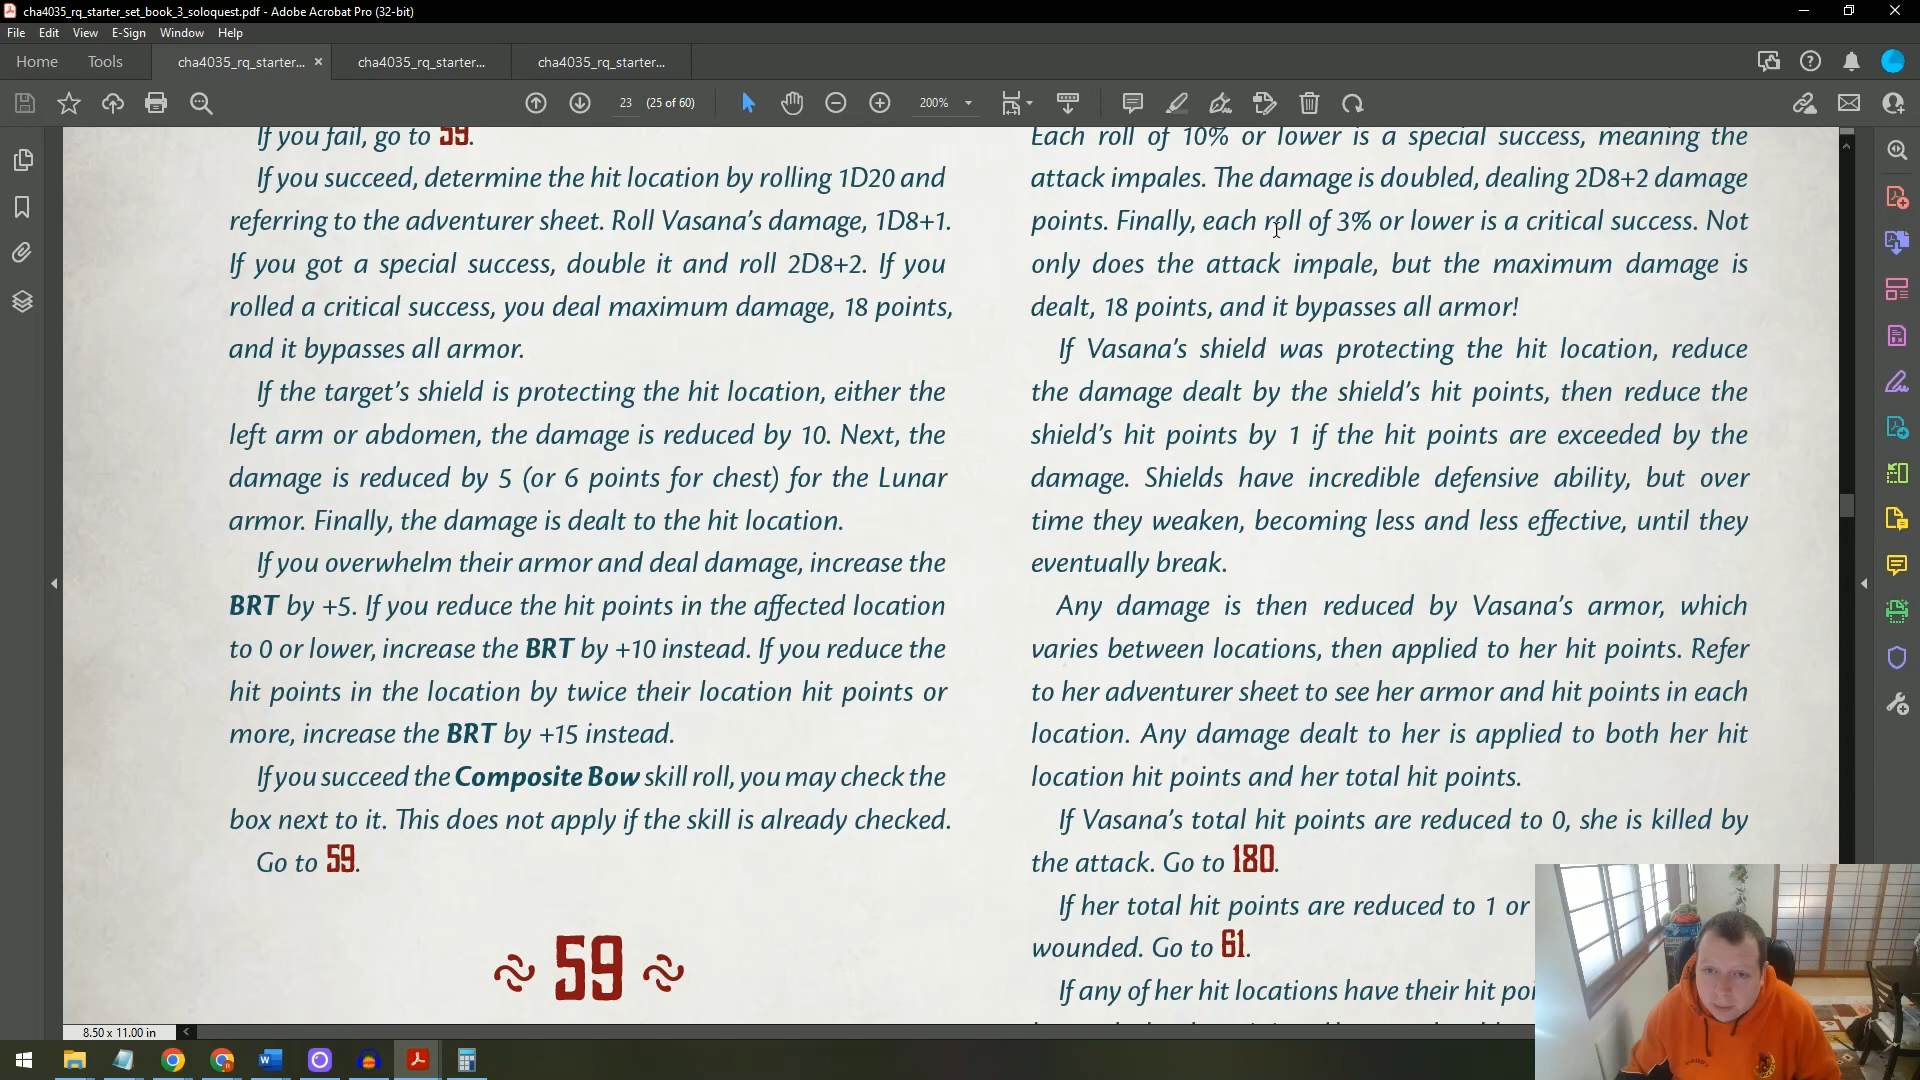 cha4035_rq_starter_set_book_3_soloquest.pdf - Adobe Acrobat Pro (32-bit)
File Edit View E-Sign Window Help
Home Tools cha4035_rq_starter... × cha4035_rq_starter... cha4035_rq_starter...
23 (25 of 60) 200%
If you fail, go to 59.
If you succeed, determine the hit location by rolling 1D20 and
referring to the adventurer sheet. Roll Vasana's damage, 1D8+1.
If you got a special success, double it and roll 2D8+2. If you
rolled a critical success, you deal maximum damage, 18 points,
and it bypasses all armor.
If the target's shield is protecting the hit location, either the
left arm or abdomen, the damage is reduced by 10. Next, the
damage is reduced by 5 (or 6 points for chest) for the Lunar
armor. Finally, the damage is dealt to the hit location.
If you overwhelm their armor and deal damage, increase the
BRT by +5. If you reduce the hit points in the affected location
to 0 or lower, increase the BRT by +10 instead. If you reduce the
hit points in the location by twice their location hit points or
more, increase the BRT by +15 instead.
If you succeed the Composite Bow skill roll, you may check the
box next to it. This does not apply if the skill is already checked.
Go to 59.
59
Each roll of 10% or lower is a special success, meaning the
attack impales. The damage is doubled, dealing 2D8+2 damage
points. Finally, each roll of 3% or lower is a critical success. Not
only does the attack impale, but the maximum damage is
dealt, 18 points, and it bypasses all armor!
If Vasana's shield was protecting the hit location, reduce
the damage dealt by the shield's hit points, then reduce the
shield's hit points by 1 if the hit points are exceeded by the
damage. Shields have incredible defensive ability, but over
time they weaken, becoming less and less effective, until they
eventually break.
Any damage is then reduced by Vasana's armor, which
varies between locations, then applied to her hit points. Refer
to her adventurer sheet to see her armor and hit points in each
location. Any damage dealt to her is applied to both her hit
location hit points and her total hit points.
If Vasana's total hit points are reduced to 0, she is killed by
the attack. Go to 180.
If her total hit points are reduced to 1 or
wounded. Go to 61.
If any of her hit locations have their hit poi
8.50 x 11.00 in